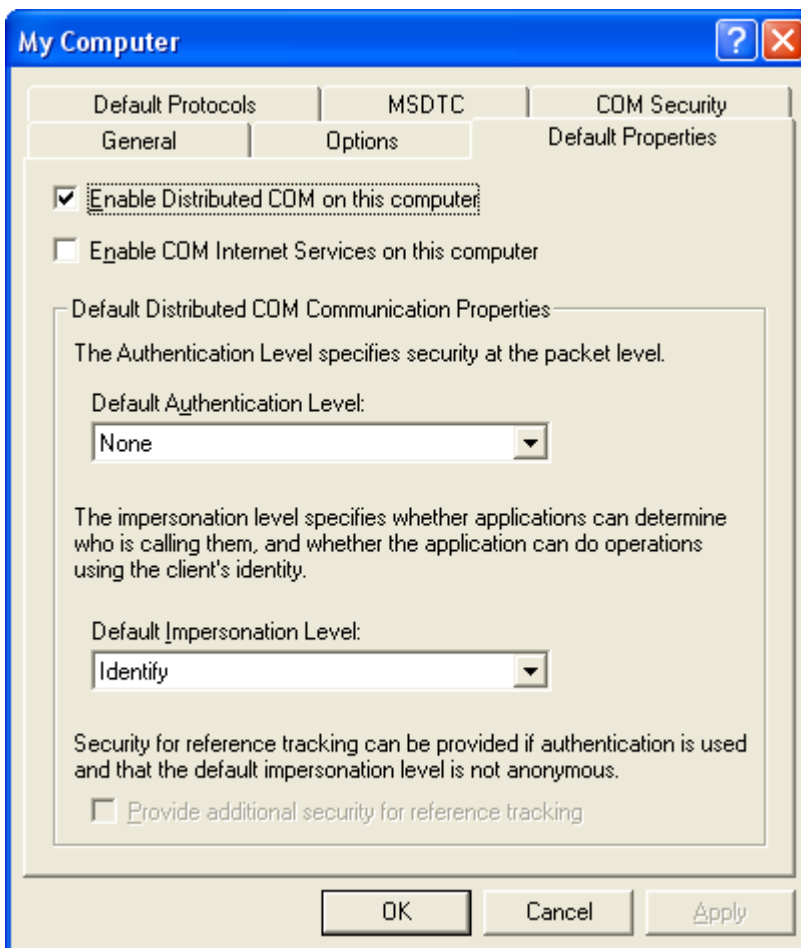 My Computer
Default Protocols
MSDTC
COM Security
General
Options
Default Properties
Enable Distributed COM on this computer
Enable COM Internet Services on this computer
Default Distributed COM Communication Properties
The Authentication Level specifies security at the packet level.
Default Authentication Level:
None
The impersonation level specifies whether applications can determine
who is calling them, and whether the application can do operations
using the client's identity.
Default Impersonation Level:
Identify
Security for reference tracking can be provided if authentication is used
and that the default impersonation level is not anonymous.
Provide additional security for reference tracking
OK
Cancel
Apply